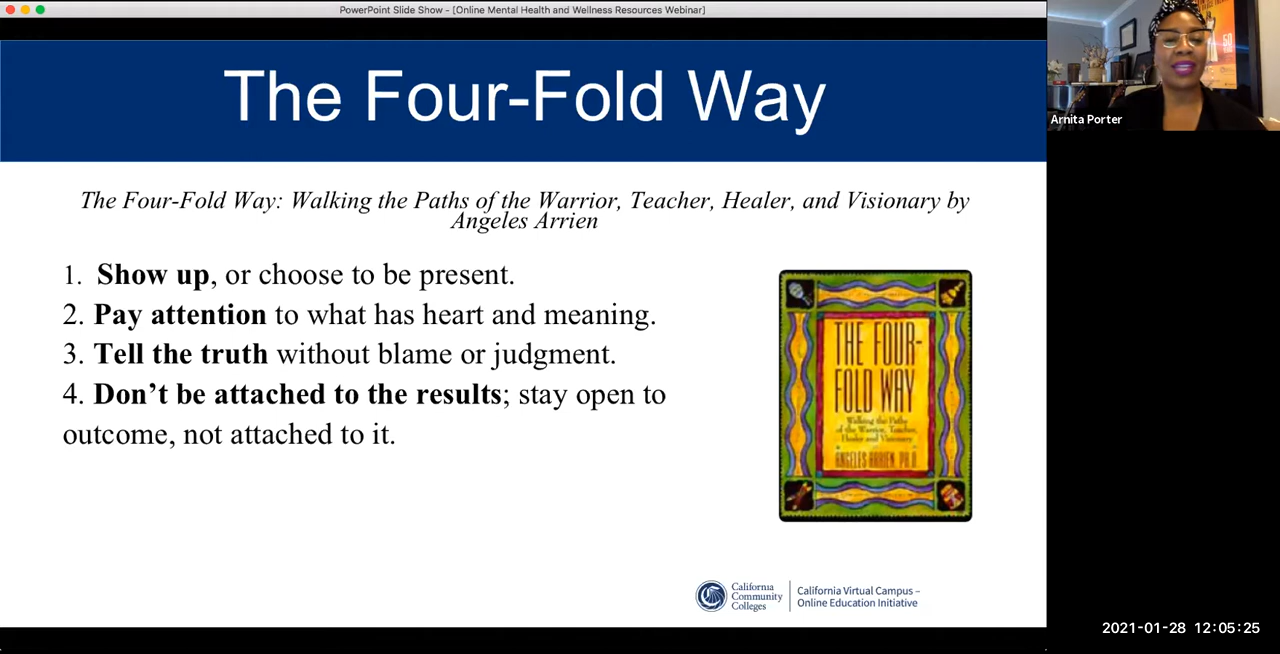 PowerPoint Slide Show - [Online Mental Health and Wellness Resources Webinar]
The Four-Fold Way
Arnita Porter
The Four-Fold Way: Walking the Paths of the Warrior, Teacher, Healer, and Visionary by
Angeles Arrien
1. Show up, or choose to be present.
2. Pay attention to what has heart and meaning.
3. Tell the truth without blame or judgment.
4. Don’t be attached to the results; stay open to
outcome, not attached to it.
THE FOUR-
FOLD WAY
Walking the Paths
of the Warrior, Teacher,
Healer and Visionary
ANGELES ARRIEN, PH.D.
California
Community
Colleges
California Virtual Campus –
Online Education Initiative
2021-01-28 12:05:25